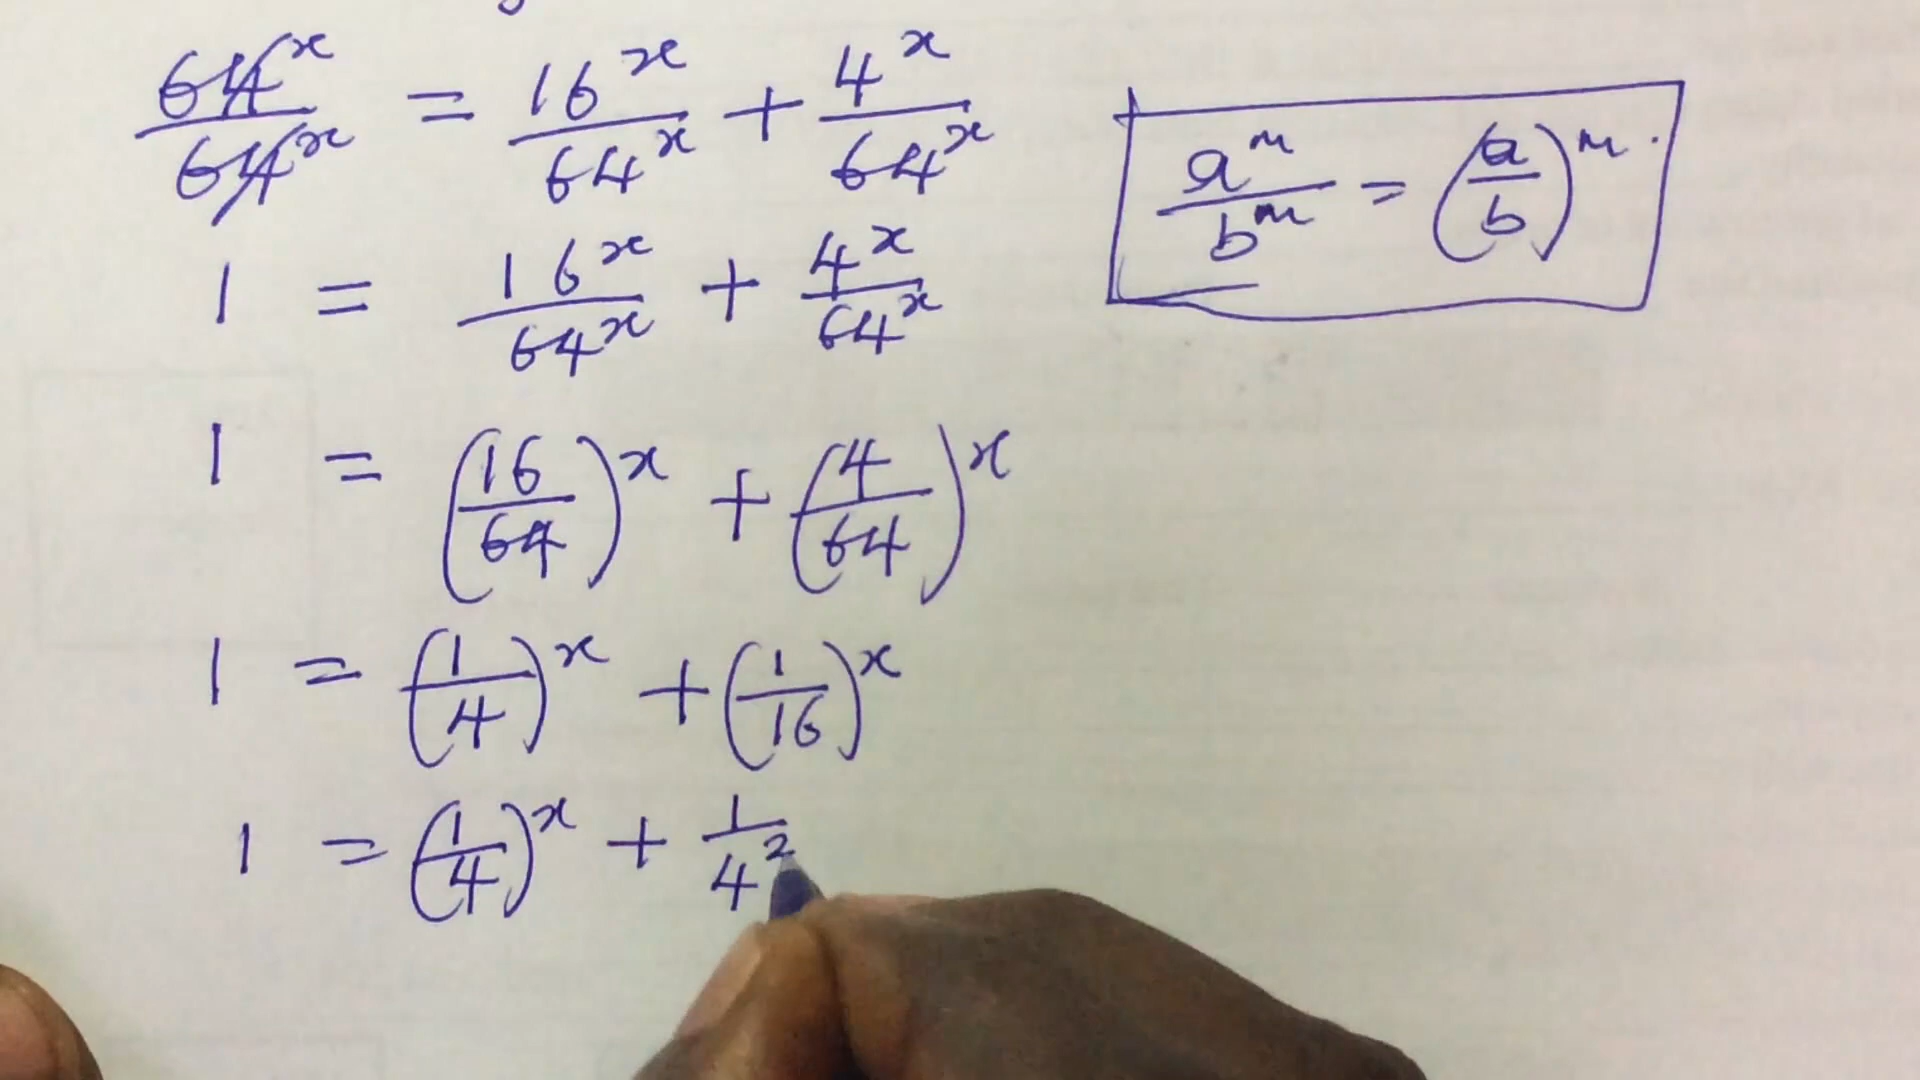 64^x/64^x = 16^x/64^x + 4^x/64^x
a^m/b^m = (a/b)^m.
1 = 16^x/64^x + 4^x/64^x
1 = (16/64)^x + (4/64)^x
1 = (1/4)^x + (1/16)^x
1 = (1/4)^x + 1/4^2